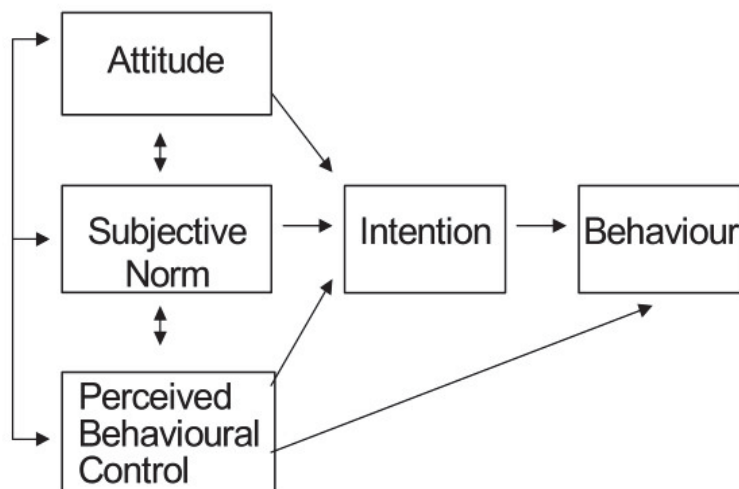 Attitude
Subjective
Norm
Intention
Behaviour
Perceived
Behavioural
Control